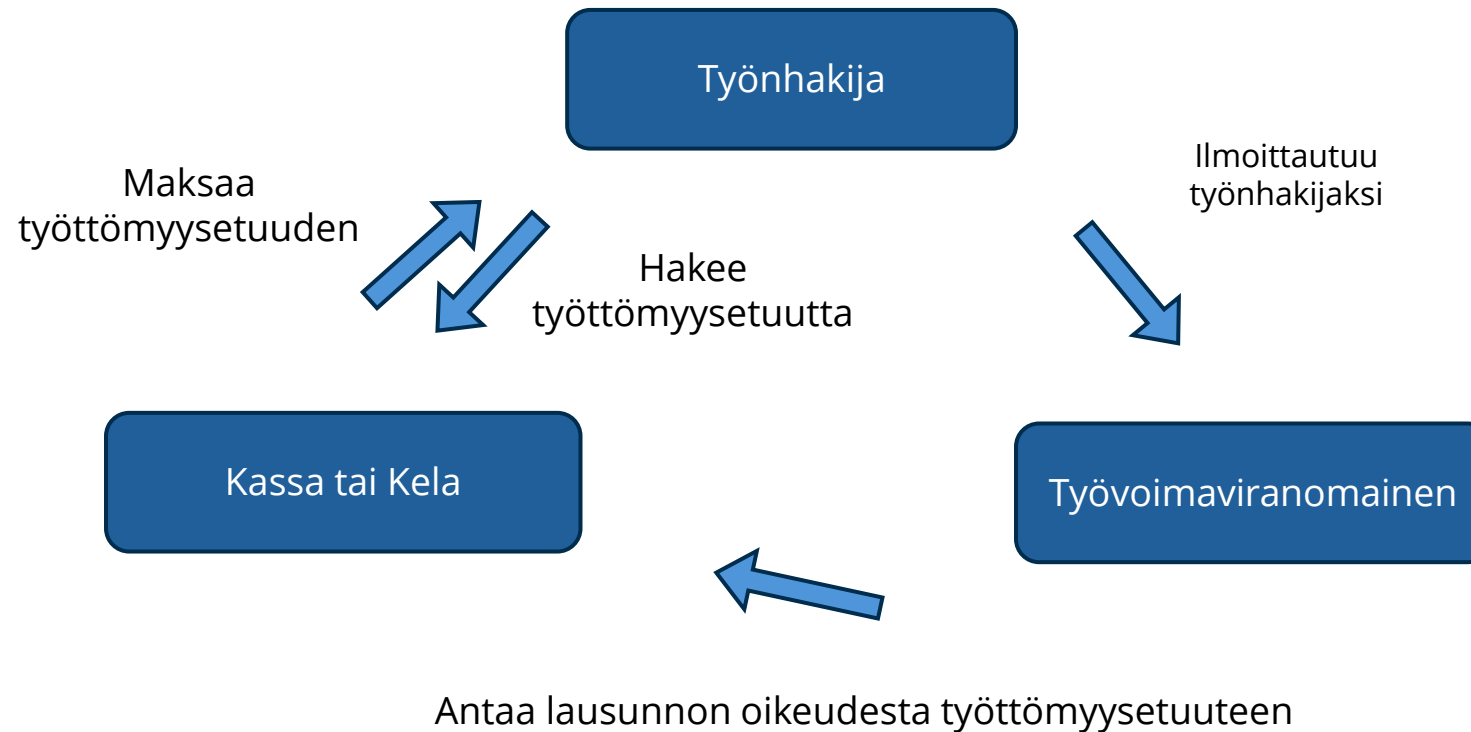 Työnhakija
Ilmoittautuu
työnhakijaksi
Maksaa
työttömyysetuuden
Hakee
työttömyysetuutta
Kassa tai Kela
Työvoimaviranomainen
Antaa lausunnon oikeudesta työttömyysetuuteen